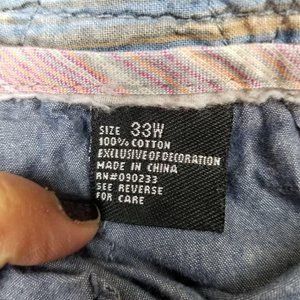 SIZE 33W
100% COTTON
EXCLUSIVE OF DECORATION
MADE IN CHINA
RN#090233
SEE REVERSE
FOR CARE